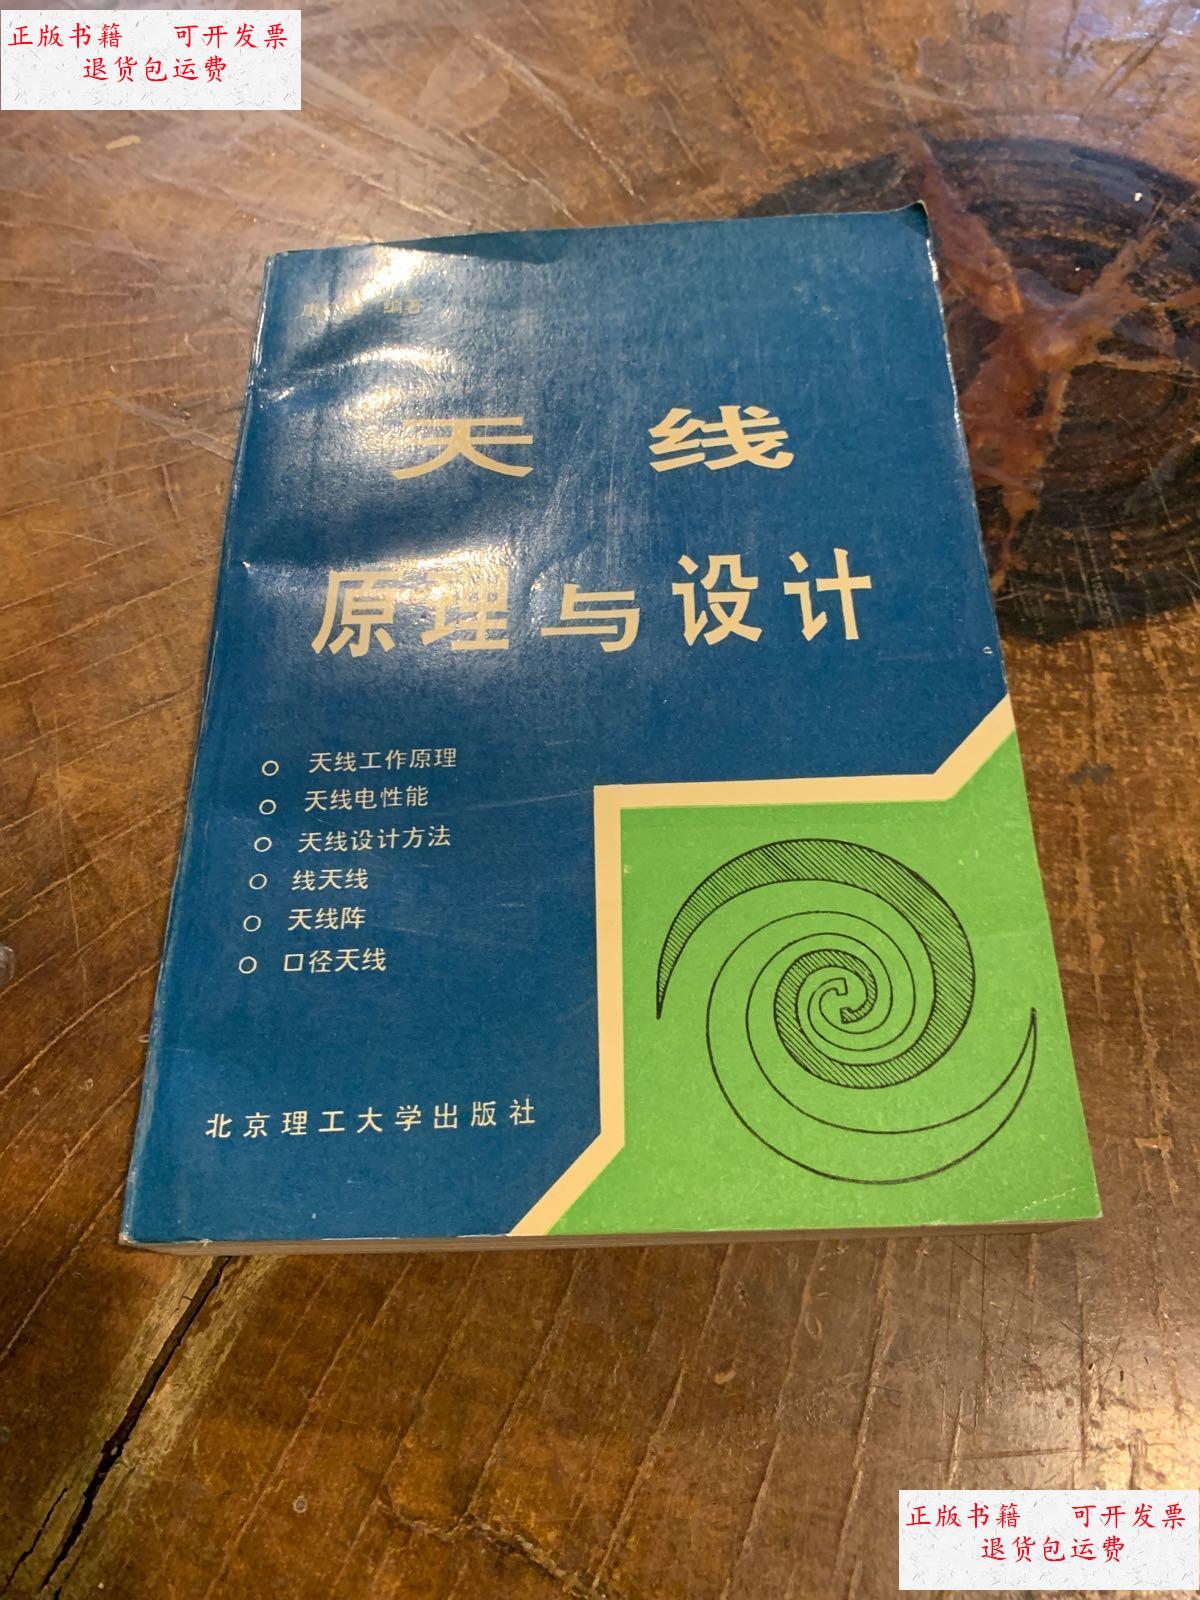 正版书籍 可开发票
退货包运费
编著
天线
原理与设计
天线工作原理
天线电性能
天线设计方法
线天线
天线阵
口径天线
北京理工大学出版社
正版书籍 可开发票
退货包运费